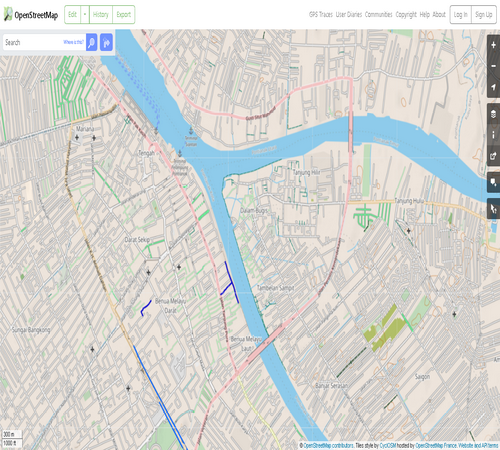 OpenStreetMap Edit History Export GPS Traces User Diaries Communities Copyright Help About Log In Sign Up
Search Where is this?
Mariana
Tengah
Tanjung Hilir
Tanjung Hulu
Dalam Bugis
Darat Sekip
Tambelan Sampit
Benua Melayu
Darat
Sungai Bangkong
Benua Melayu
Laut
Banjar Serasan
Saigon
300 m
1000 ft
© OpenStreetMap contributors. Tiles style by CyclOSM hosted by OpenStreetMap France. Website and API terms